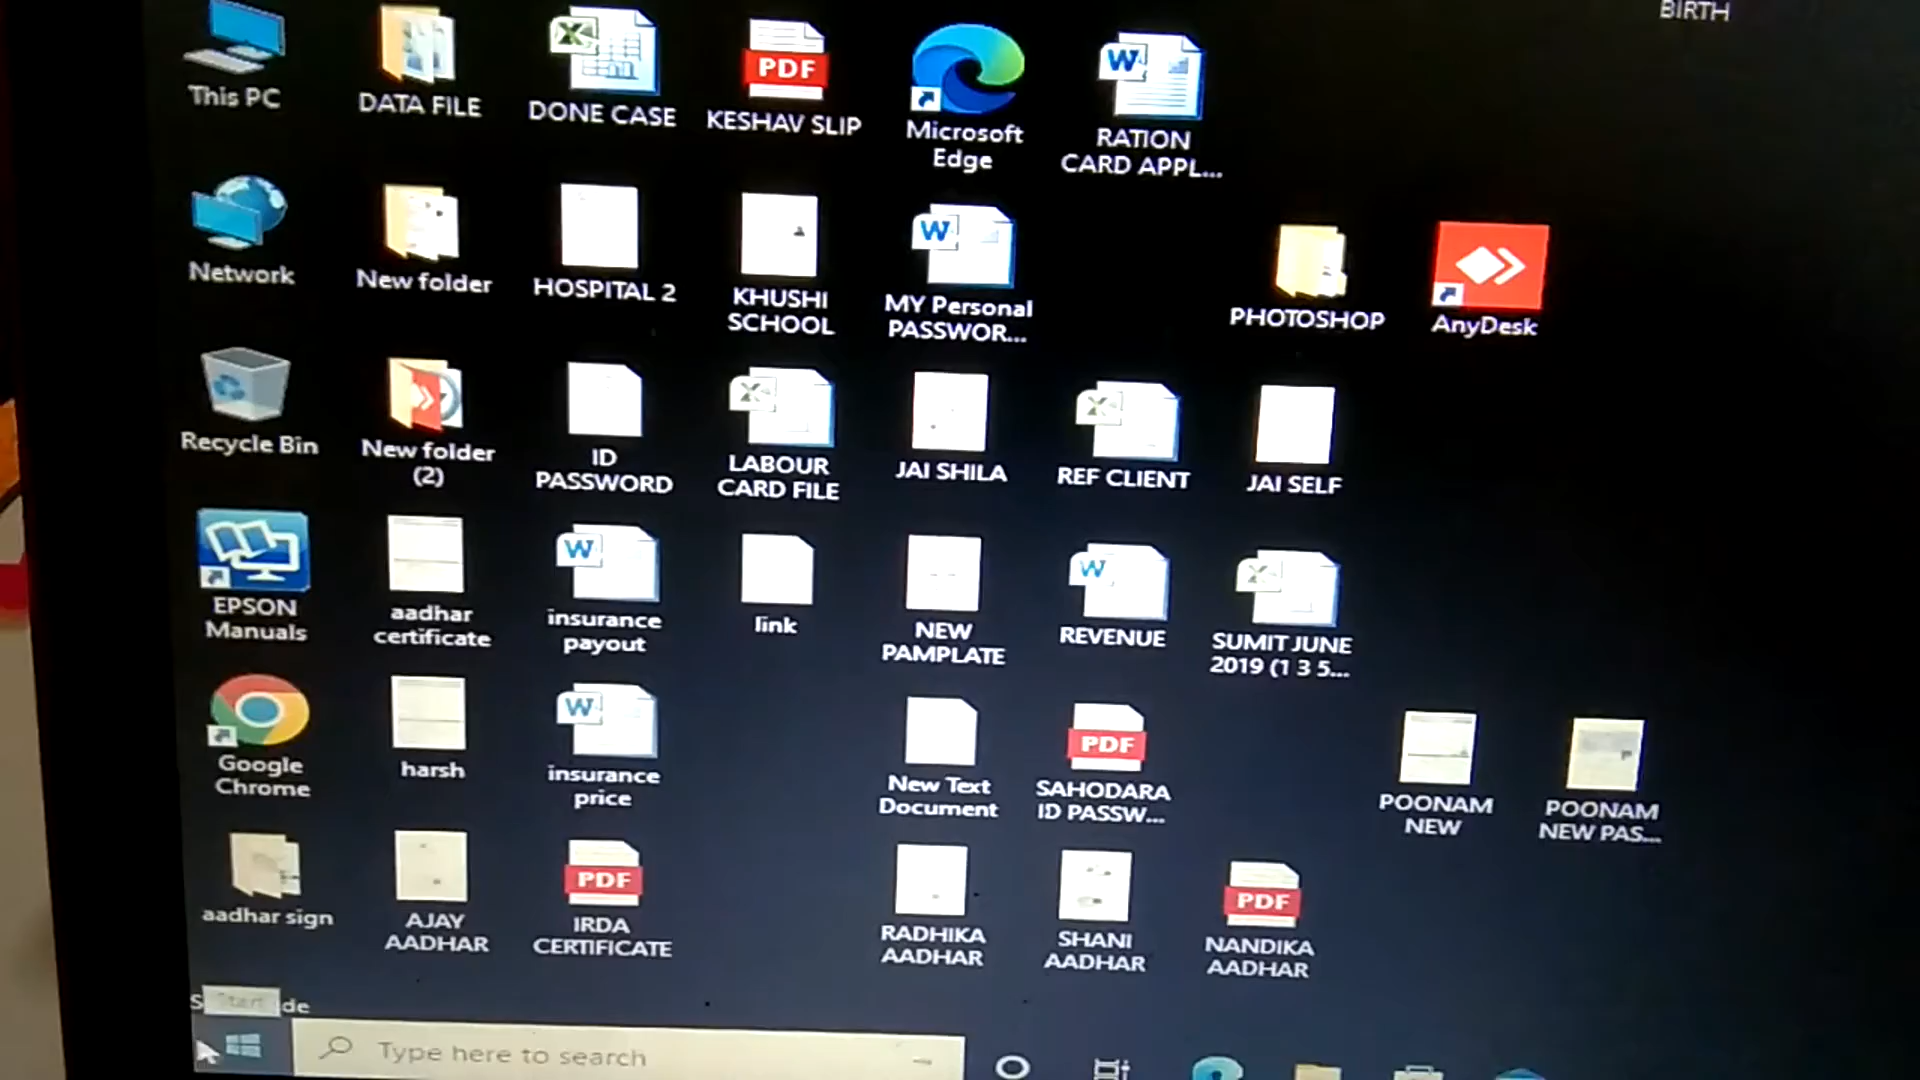 BIRTH
This PC
DATA FILE
DONE CASE
PDF
KESHAV SLIP
Microsoft
Edge
W
RATION
CARD APPL...
Network
New folder
HOSPITAL 2
KHUSHI
SCHOOL
W
MY Personal
PASSWOR...
PHOTOSHOP
AnyDesk
Recycle Bin
New folder
(2)
ID
PASSWORD
LABOUR
CARD FILE
JAI SHILA
REF CLIENT
JAI SELF
EPSON
Manuals
aadhar
certificate
W
insurance
payout
link
NEW
PAMPLATE
W
REVENUE
SUMIT JUNE
2019 (1 3 5...
Google
Chrome
harsh
W
insurance
price
New Text
Document
PDF
SAHODARA
ID PASSW...
POONAM
NEW
POONAM
NEW PAS...
aadhar sign
AJAY
AADHAR
PDF
IRDA
CERTIFICATE
RADHIKA
AADHAR
SHANI
AADHAR
PDF
NANDIKA
AADHAR
Start
Type here to search